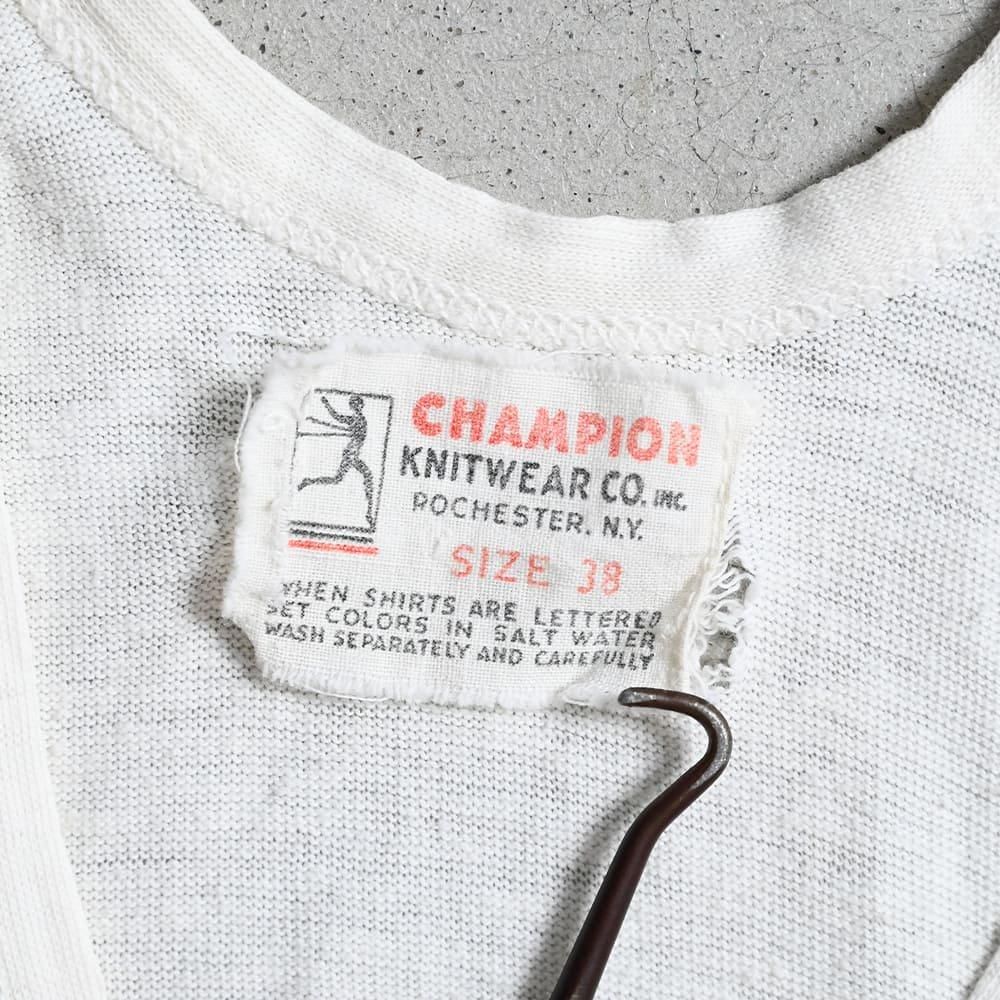 CHAMPION
KNITWEAR CO. INC.
ROCHESTER, N.Y.
SIZE 38
WHEN SHIRTS ARE LETTERED
SET COLORS IN SALT WATER
WASH SEPARATELY AND CAREFULLY